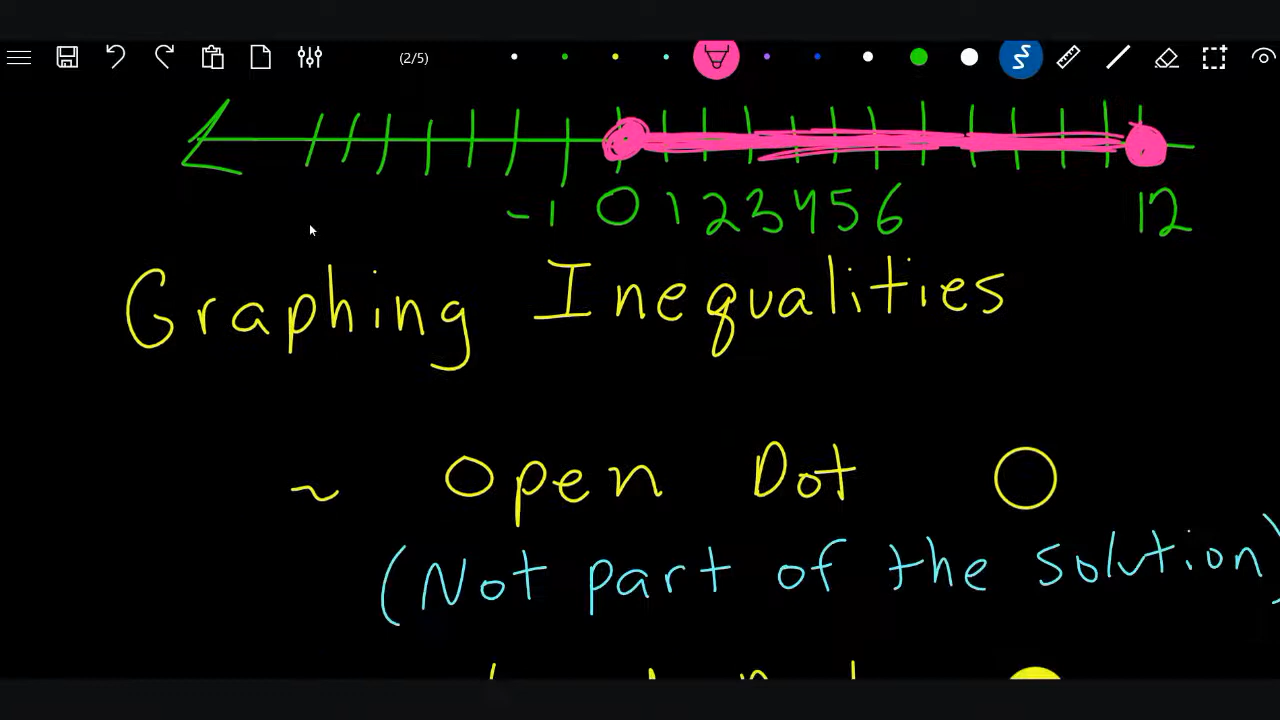 (2/5)
-1 0 1 2 3 4 5 6 12
Graphing Inequalities
~ Open Dot
(Not part of the solution)